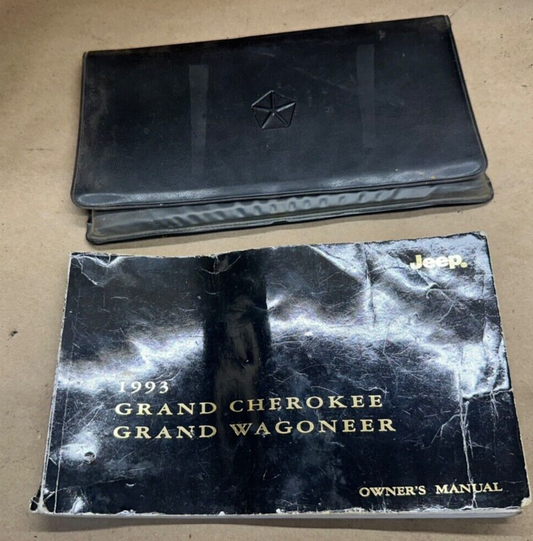 Jeep®
1993
GRAND CHEROKEE
GRAND WAGONEER
OWNER'S MANUAL